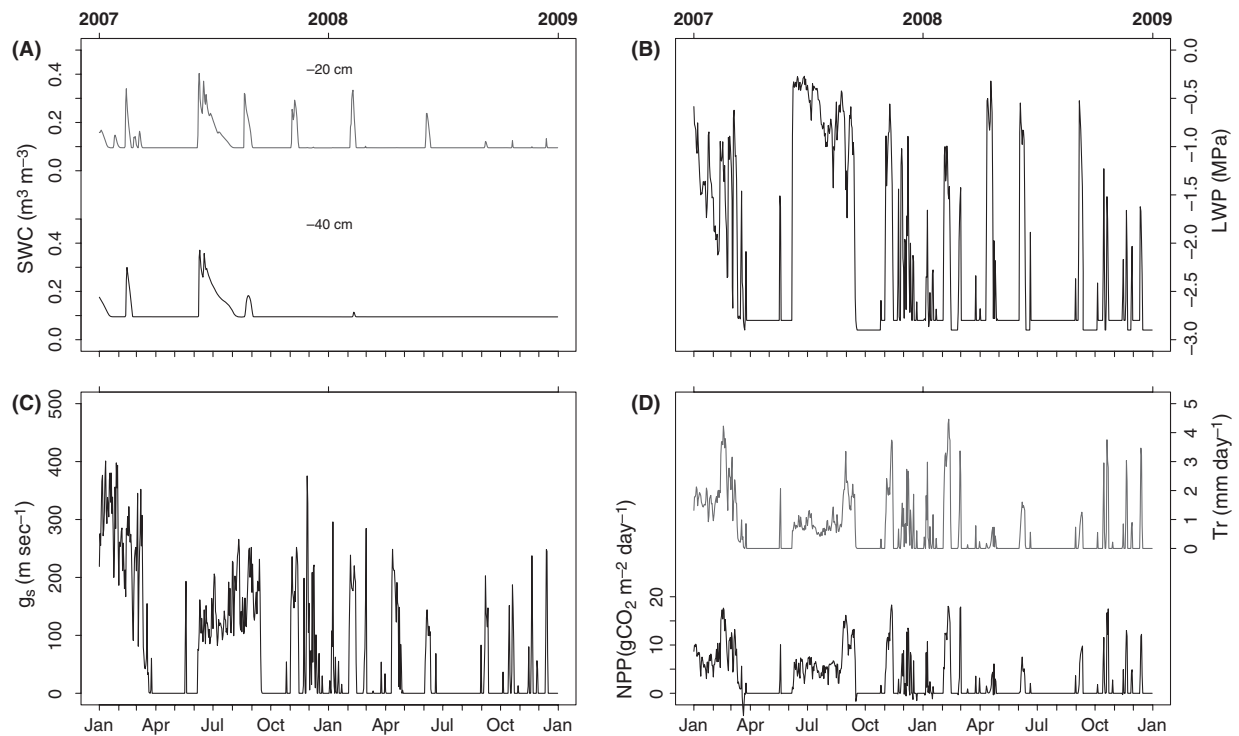 2007 2008 2009
2007 2008 2009
(A)
−20 cm
−40 cm
SWC (m³ m⁻³)
0.4
0.2
0.0
0.4
0.2
0.0
(B)
0.0
−0.5
−1.0
−1.5
−2.0
−2.5
−3.0
LWP (MPa)
(C)
500
400
300
200
100
0
gₛ (m sec⁻¹)
Jan Apr Jul Oct Jan Apr Jul Oct Jan
(D)
5
4
3
2
1
0
Tr (mm day⁻¹)
20
10
0
NPP(gCO₂ m⁻² day⁻¹)
Jan Apr Jul Oct Jan Apr Jul Oct Jan